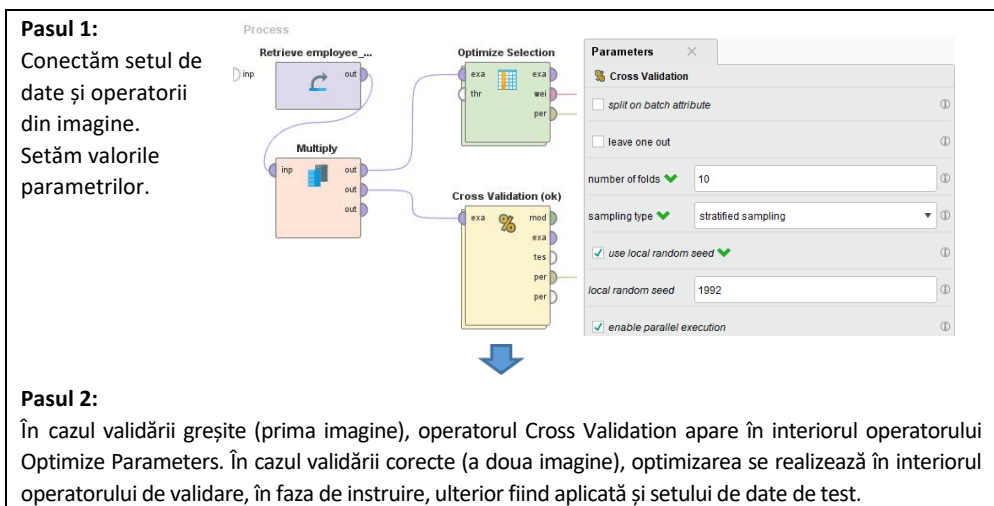 Pasul 1:
Conectăm setul de
date și operatorii
din imagine.
Setăm valorile
parametrilor.
Process
Retrieve employee_...
inp
out
Multiply
inp
out
out
out
Optimize Selection
exa
exa
thr
wei
per
Cross Validation (ok)
exa
%
mod
exa
tes
per
per
Parameters ×
% Cross Validation
split on batch attribute
leave one out
number of folds 10
sampling type stratified sampling
use local random seed
local random seed 1992
enable parallel execution
Pasul 2:
În cazul validării greșite (prima imagine), operatorul Cross Validation apare în interiorul operatorului
Optimize Parameters. În cazul validării corecte (a doua imagine), optimizarea se realizează în interiorul
operatorului de validare, în faza de instruire, ulterior fiind aplicată și setului de date de test.